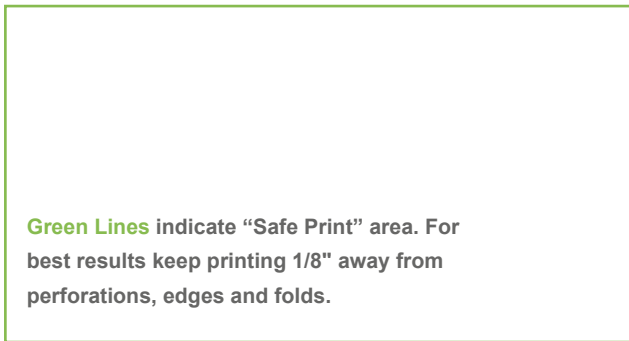 Green Lines indicate “Safe Print” area. For
best results keep printing 1/8" away from
perforations, edges and folds.